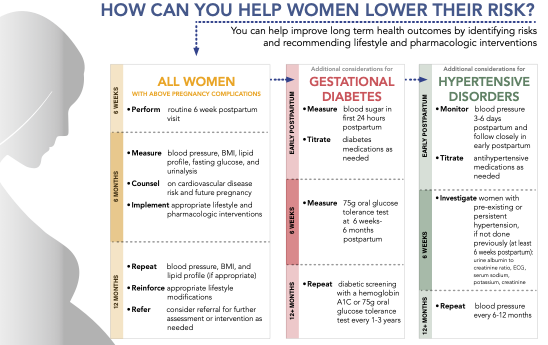 HOW CAN YOU HELP WOMEN LOWER THEIR RISK?
You can help improve long term health outcomes by identifying risks
and recommending lifestyle and pharmacologic interventions
ALL WOMEN
WITH ABOVE PREGNANCY COMPLICATIONS
6 WEEKS
• Perform routine 6 week postpartum
visit
6 MONTHS
• Measure blood pressure, BMI, lipid
profile, fasting glucose, and
urinalysis
• Counsel on cardiovascular disease
risk and future pregnancy
• Implement appropriate lifestyle and
pharmacologic interventions
12 MONTHS
• Repeat blood pressure, BMI, and
lipid profile (if appropriate)
• Reinforce appropriate lifestyle
modifications
• Refer consider referral for further
assessment or intervention as
needed
Additional considerations for
GESTATIONAL
DIABETES
EARLY POSTPARTUM
• Measure blood sugar in
first 24 hours
postpartum
• Titrate diabetes
medications as
needed
6 WEEKS
• Measure 75g oral glucose
tolerance test
at 6 weeks-
6 months
postpartum
12+ MONTHS
• Repeat diabetic screening
with a hemoglobin
A1C or 75g oral
glucose tolerance
test every 1-3 years
Additional considerations for
HYPERTENSIVE
DISORDERS
EARLY POSTPARTUM
• Monitor blood pressure
3-6 days
postpartum and
follow closely in
early postpartum
• Titrate antihypertensive
medications as
needed
6 WEEKS
• Investigate women with
pre-existing or
persistent
hypertension,
if not done
previously (at least
6 weeks postpartum):
urine albumin to
creatinine ratio, ECG,
serum sodium,
potassium, creatinine
12+ MONTHS
• Repeat blood pressure
every 6-12 months